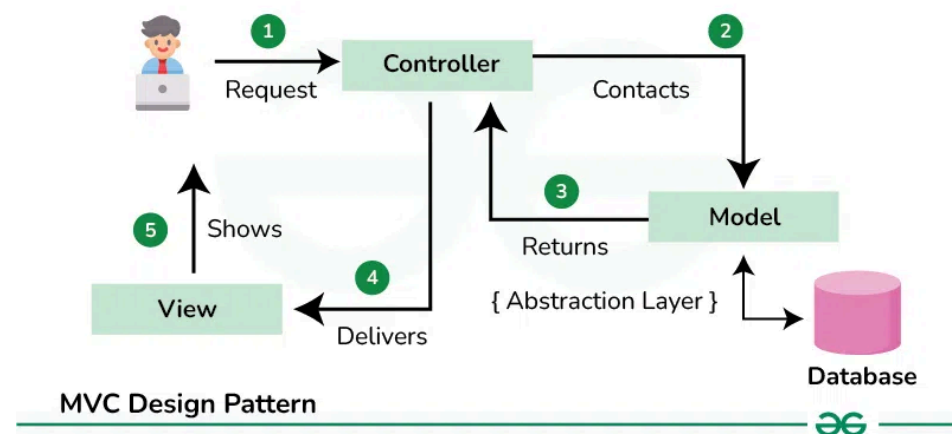 1
2
Controller
Request
Contacts
3
Model
5
Shows
Returns
4
{ Abstraction Layer }
View
Delivers
Database
MVC Design Pattern